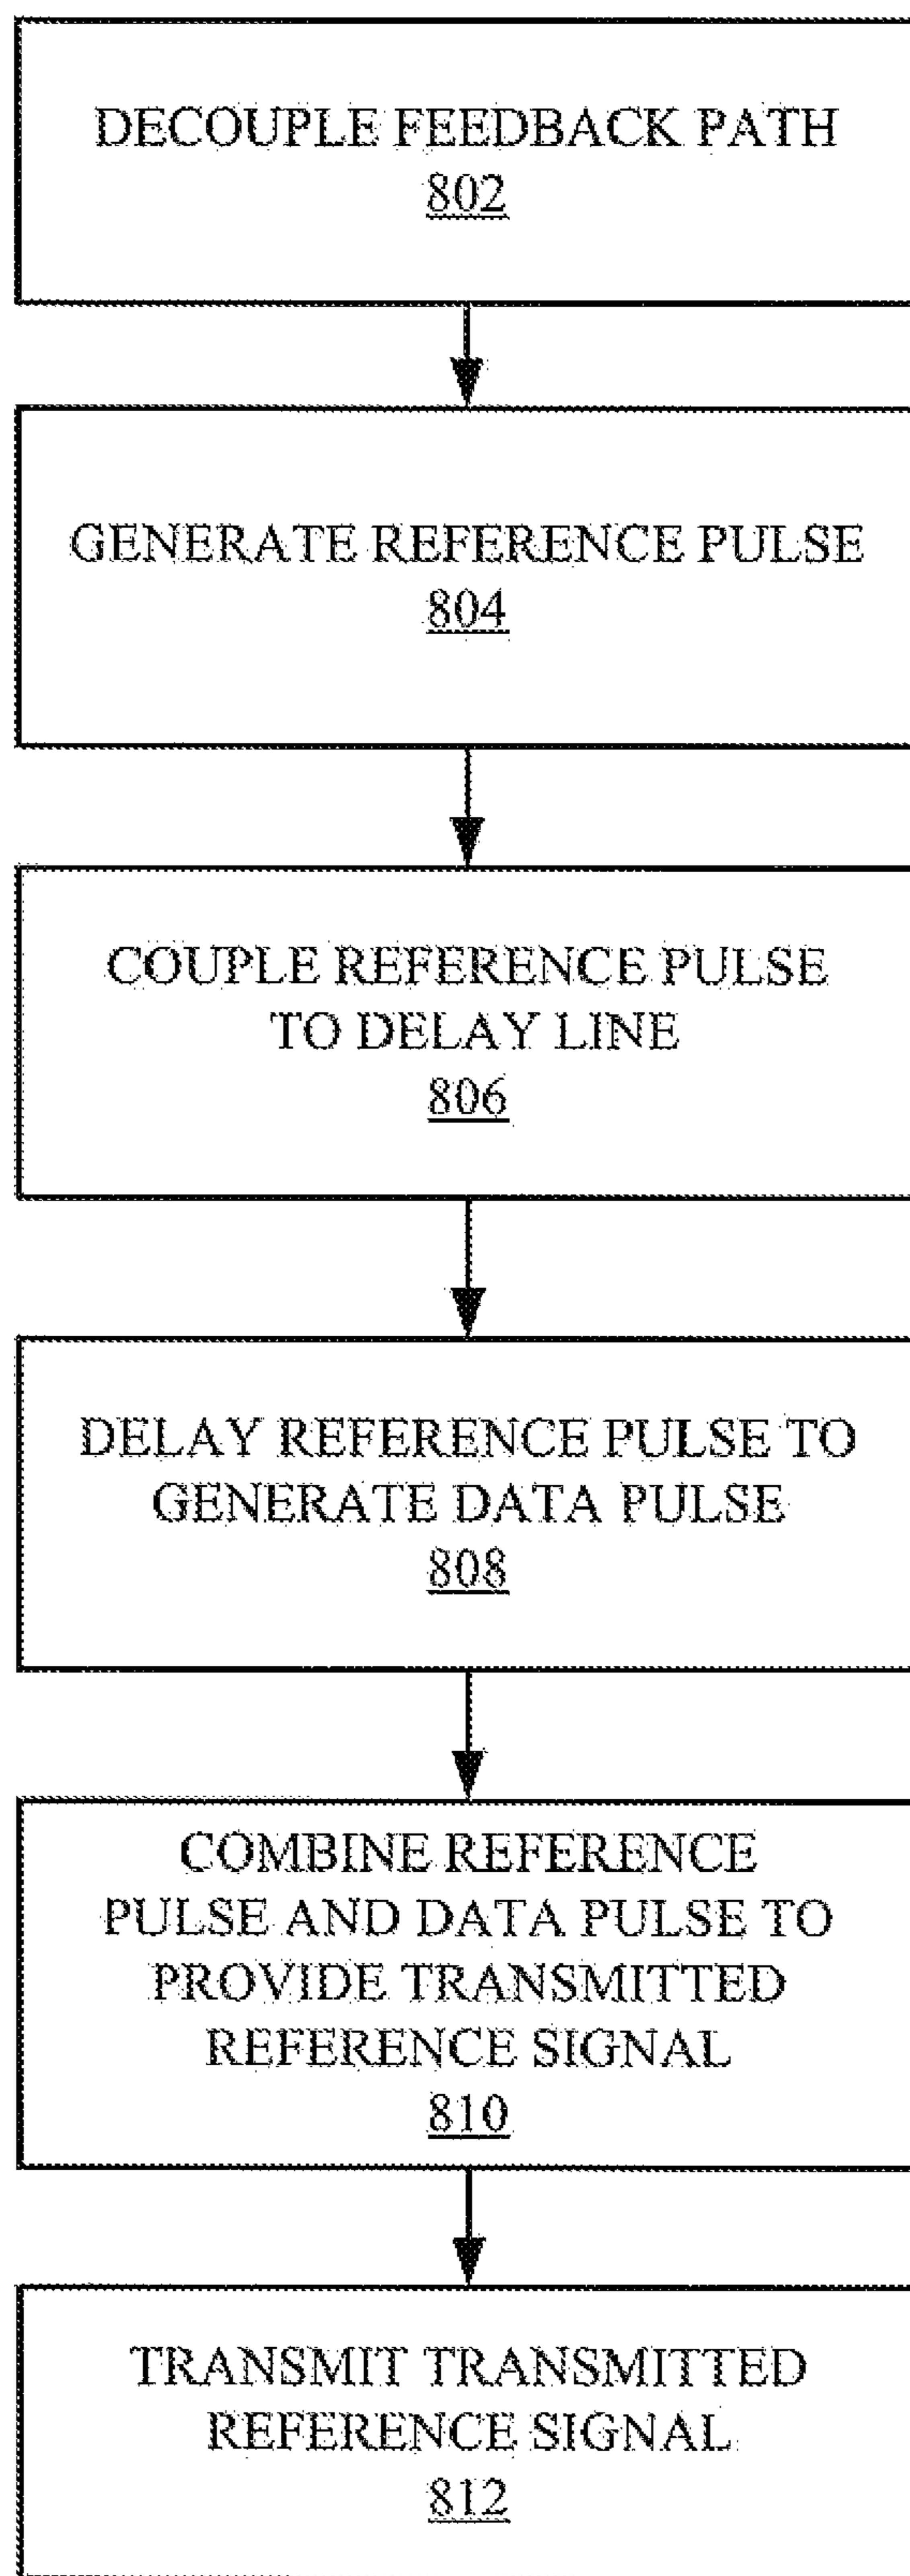 DECOUPLE FEEDBACK PATH
802
GENERATE REFERENCE PULSE
804
COUPLE REFERENCE PULSE
TO DELAY LINE
806
DELAY REFERENCE PULSE TO
GENERATE DATA PULSE
808
COMBINE REFERENCE
PULSE AND DATA PULSE TO
PROVIDE TRANSMITTED
REFERENCE SIGNAL
810
TRANSMIT TRANSMITTED
REFERENCE SIGNAL
812